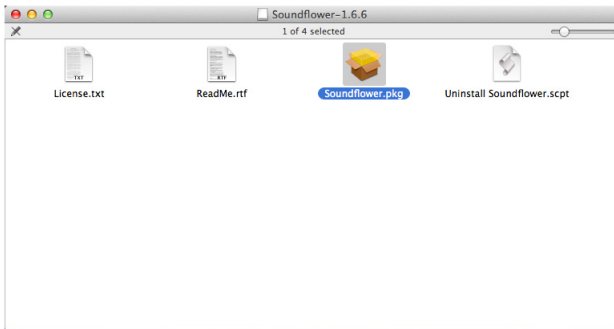 Soundflower-1.6.6
1 of 4 selected
TXT
RTF
License.txt
ReadMe.rtf
Soundflower.pkg
Uninstall Soundflower.scpt